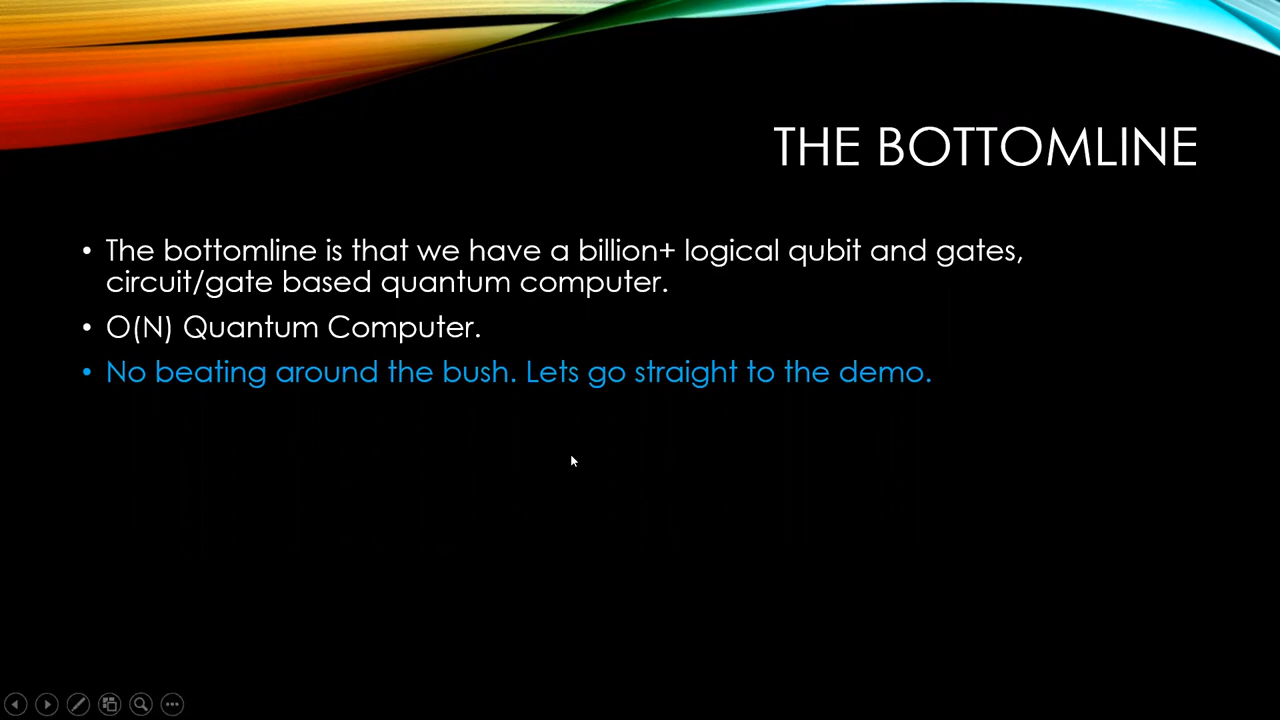 THE BOTTOMLINE
• The bottomline is that we have a billion+ logical qubit and gates,
circuit/gate based quantum computer.
• O(N) Quantum Computer.
• No beating around the bush. Lets go straight to the demo.